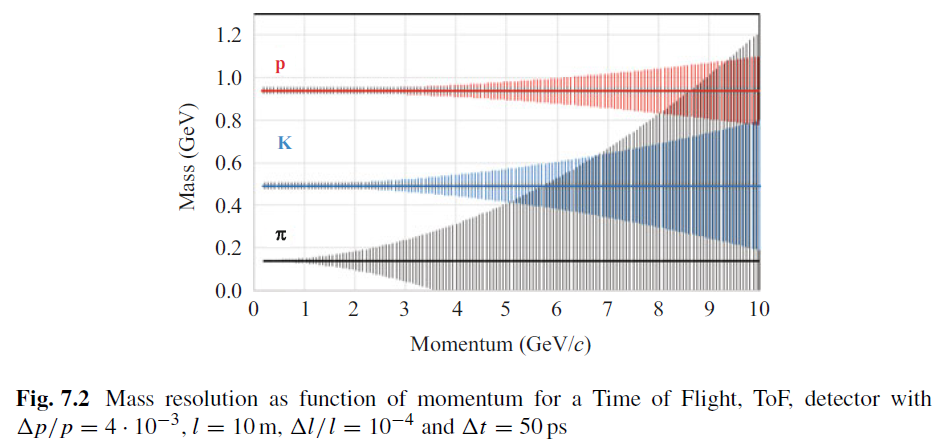 1.2
p
1.0
0.8
K
0.6
0.4
π
0.2
0.0
Mass (GeV)
0 1 2 3 4 5 6 7 8 9 10
Momentum (GeV/c)
Fig. 7.2 Mass resolution as function of momentum for a Time of Flight, ToF, detector with
Δp/p = 4 · 10⁻³, l = 10 m, Δl/l = 10⁻⁴ and Δt = 50 ps